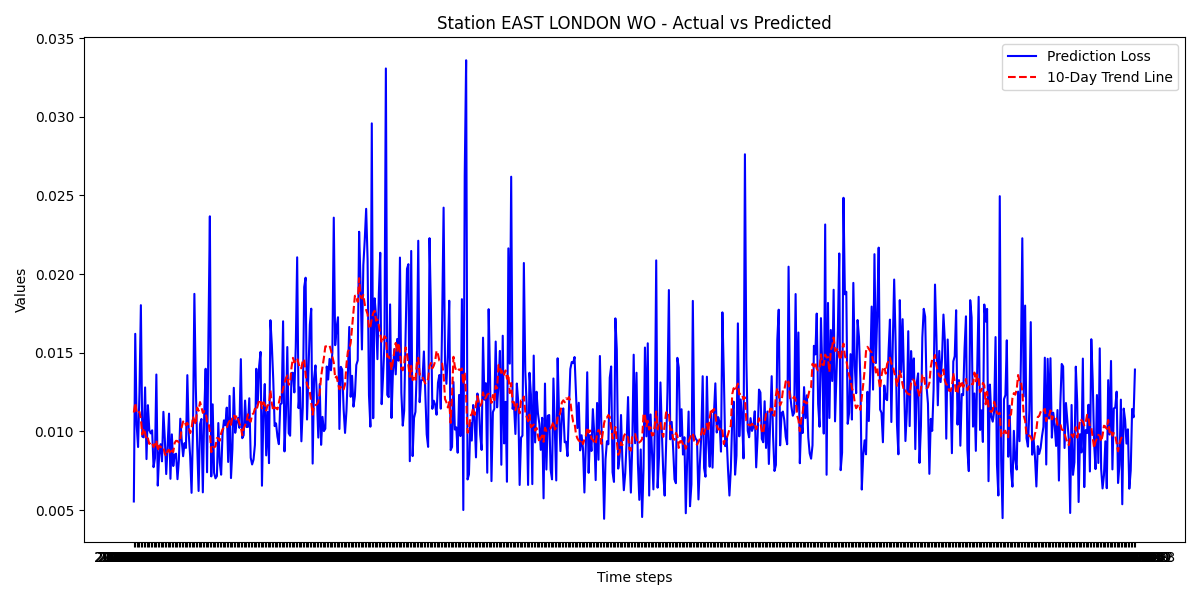 Station EAST LONDON WO - Actual vs Predicted
Prediction Loss
10-Day Trend Line
Values
0.035
0.030
0.025
0.020
0.015
0.010
0.005
Time steps